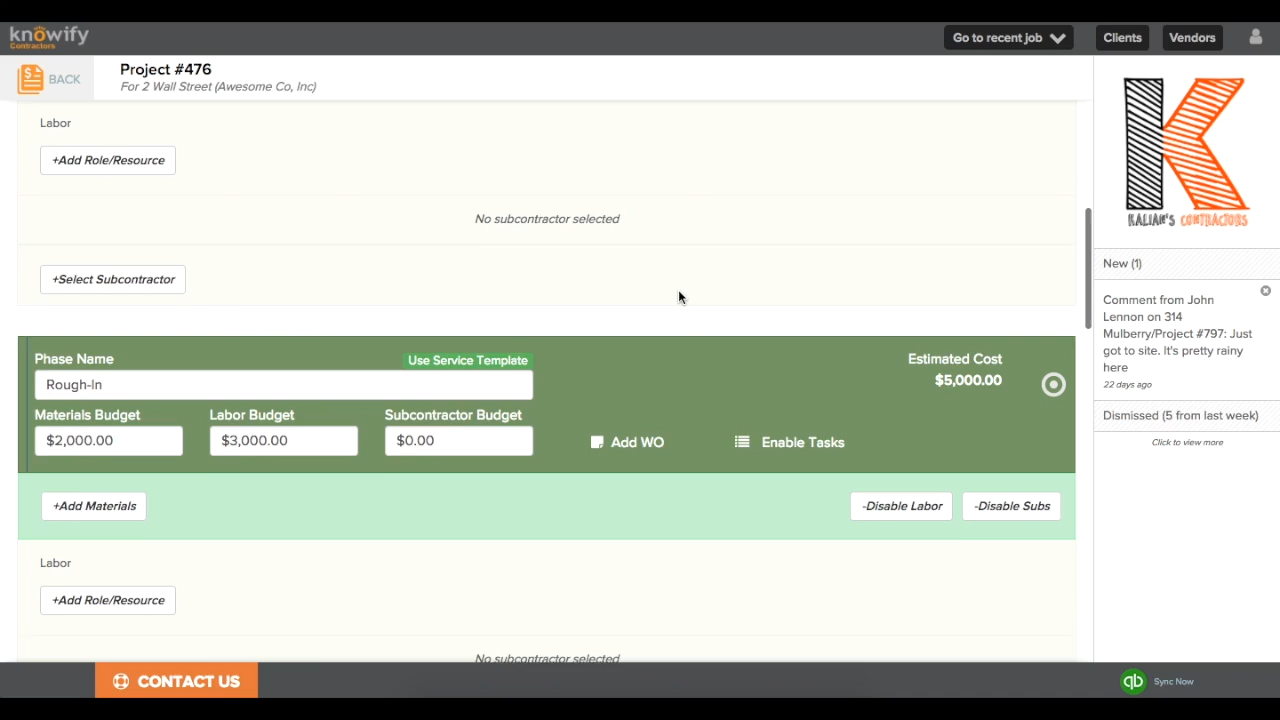 knowify
Contractors
Go to recent job
Clients
Vendors
BACK
Project #476
For 2 Wall Street (Awesome Co, Inc)
Labor
+Add Role/Resource
No subcontractor selected
+Select Subcontractor
Phase Name
Use Service Template
Estimated Cost
Rough-In
$5,000.00
Materials Budget
Labor Budget
Subcontractor Budget
$2,000.00
$3,000.00
$0.00
Add WO
Enable Tasks
+Add Materials
-Disable Labor
-Disable Subs
Labor
+Add Role/Resource
No subcontractor selected
KALIAN'S CONTRACTORS
New (1)
Comment from John
Lennon on 314
Mulberry/Project #797: Just
got to site. It's pretty rainy
here
22 days ago
Dismissed (5 from last week)
Click to view more
CONTACT US
qb
Sync Now